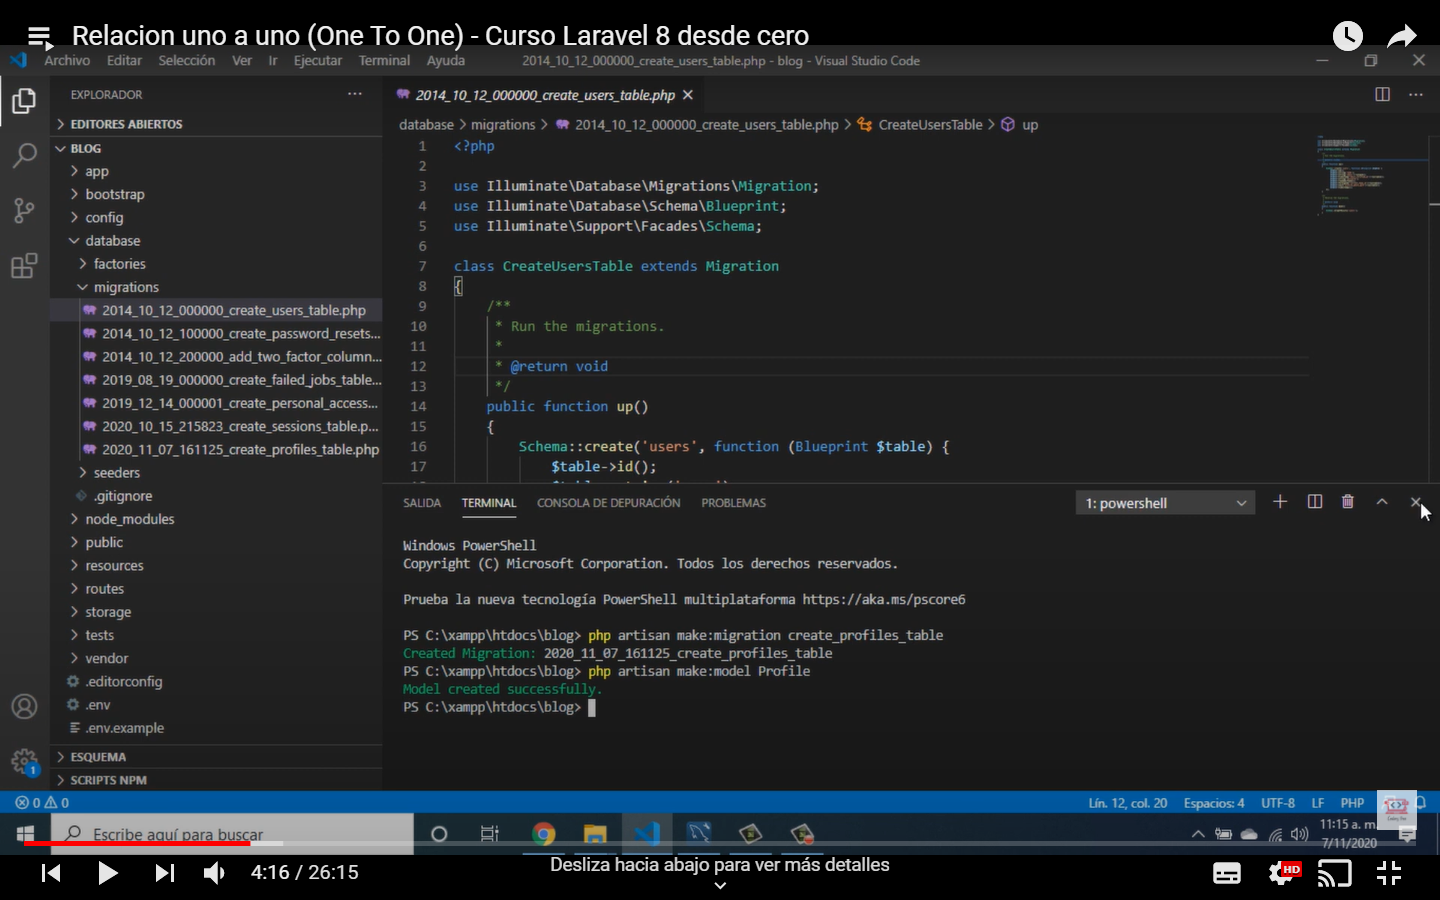 Relacion uno a uno (One To One) - Curso Laravel 8 desde cero
Archivo Editar Selección Ver Ir Ejecutar Terminal Ayuda 2014_10_12_000000_create_users_table.php - blog - Visual Studio Code
EXPLORADOR
EDITORES ABIERTOS
BLOG
app
bootstrap
config
database
factories
migrations
2014_10_12_000000_create_users_table.php
2014_10_12_100000_create_password_resets...
2014_10_12_200000_add_two_factor_column...
2019_08_19_000000_create_failed_jobs_table...
2019_12_14_000001_create_personal_access...
2020_10_15_215823_create_sessions_table.p...
2020_11_07_161125_create_profiles_table.php
seeders
.gitignore
node_modules
public
resources
routes
storage
tests
vendor
.editorconfig
.env
.env.example
ESQUEMA
SCRIPTS NPM
2014_10_12_000000_create_users_table.php
database > migrations > 2014_10_12_000000_create_users_table.php > CreateUsersTable > up
1 <?php
2
3 use Illuminate\Database\Migrations\Migration;
4 use Illuminate\Database\Schema\Blueprint;
5 use Illuminate\Support\Facades\Schema;
6
7 class CreateUsersTable extends Migration
8 {
9 /**
10 * Run the migrations.
11 *
12 * @return void
13 */
14 public function up()
15 {
16 Schema::create('users', function (Blueprint $table) {
17 $table->id();
SALIDA TERMINAL CONSOLA DE DEPURACIÓN PROBLEMAS 1: powershell
Windows PowerShell
Copyright (C) Microsoft Corporation. Todos los derechos reservados.
Prueba la nueva tecnología PowerShell multiplataforma https://aka.ms/pscore6
PS C:\xampp\htdocs\blog> php artisan make:migration create_profiles_table
Created Migration: 2020_11_07_161125_create_profiles_table
PS C:\xampp\htdocs\blog> php artisan make:model Profile
Model created successfully.
PS C:\xampp\htdocs\blog>
1
0 0 Lín. 12, col. 20 Espacios: 4 UTF-8 LF PHP
Escribe aquí para buscar
11:15 a. m.
7/11/2020
4:16 / 26:15
Desliza hacia abajo para ver más detalles
HD